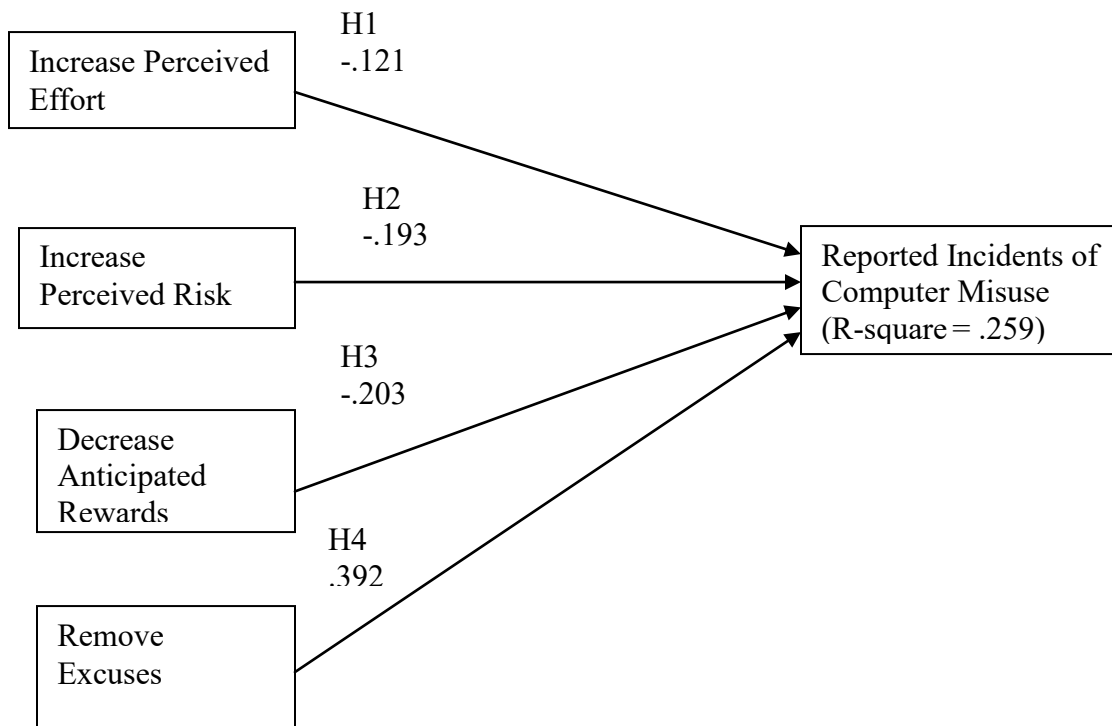 H1
-.121
Increase Perceived
Effort
H2
-.193
Increase
Perceived Risk
Reported Incidents of
Computer Misuse
(R-square = .259)
H3
-.203
Decrease
Anticipated
Rewards
H4
.392
Remove
Excuses